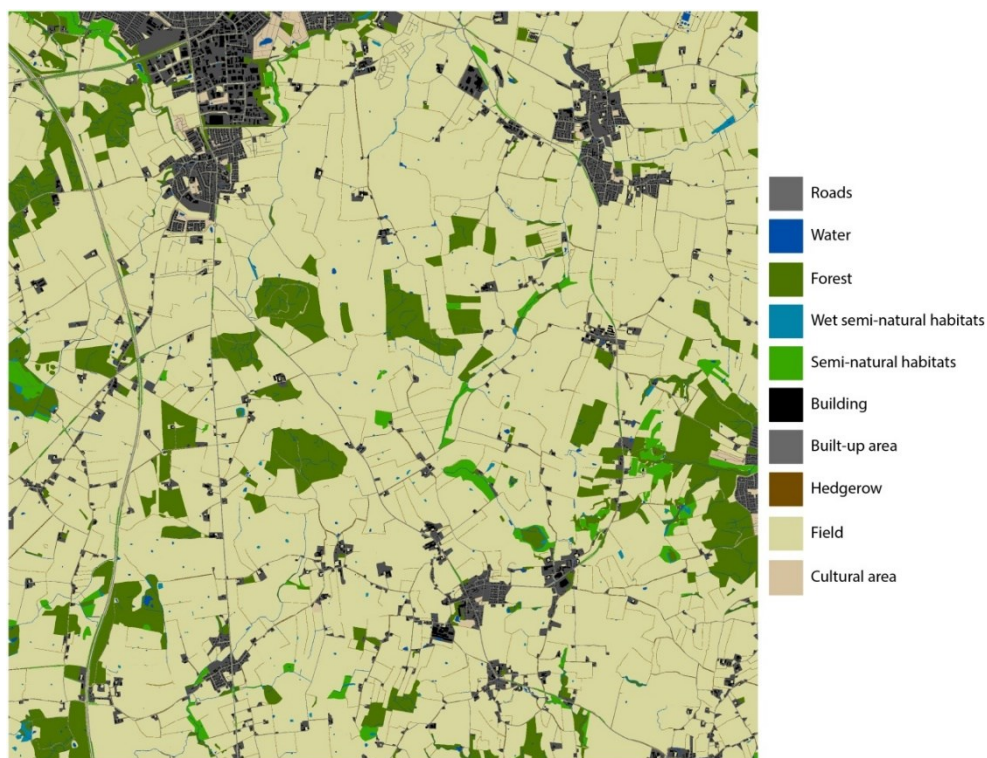 Roads
Water
Forest
Wet semi-natural habitats
Semi-natural habitats
Building
Built-up area
Hedgerow
Field
Cultural area